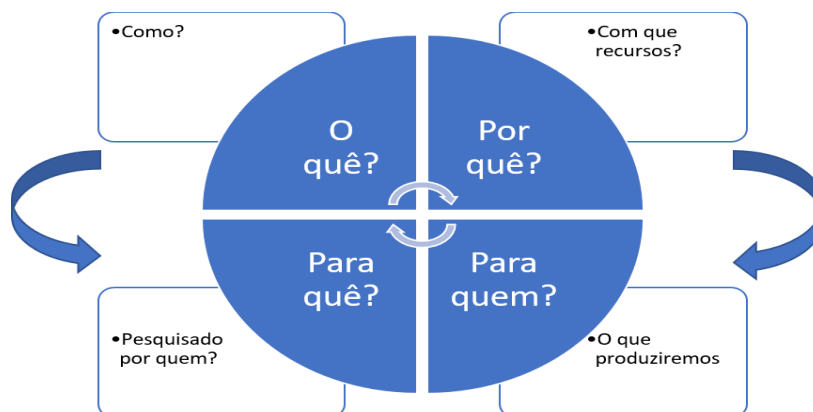 •Como?
•Com que
recursos?
O
quê?
Por
quê?
Para
quê?
Para
quem?
•Pesquisado
por quem?
•O que
produziremos